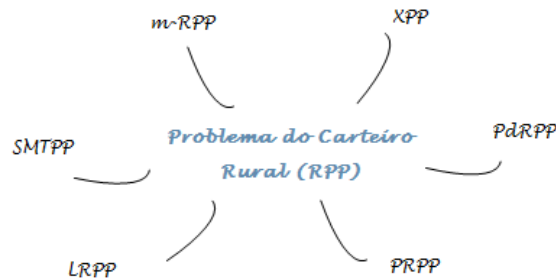 m-RPP
XPP
Problema do Carteiro
Rural (RPP)
SMTPP
PdRPP
LRPP
PRPP